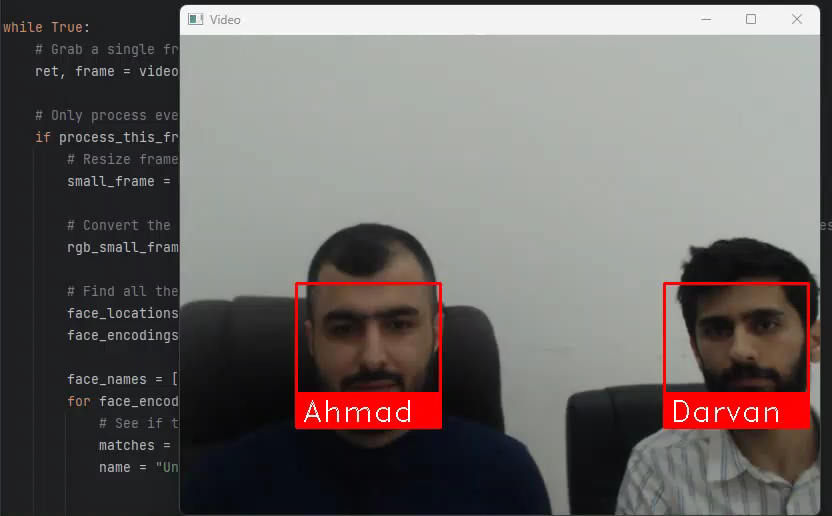 Video
while True:
# Grab a single fr
ret, frame = video
# Only process eve
if process_this_fr
# Resize frame
small_frame =
# Convert the
es
rgb_small_fram
# Find all the
face_locations
face_encodings
face_names = [
for face_encod
# See if t
matches =
name = "Un
Ahmad
Darvan